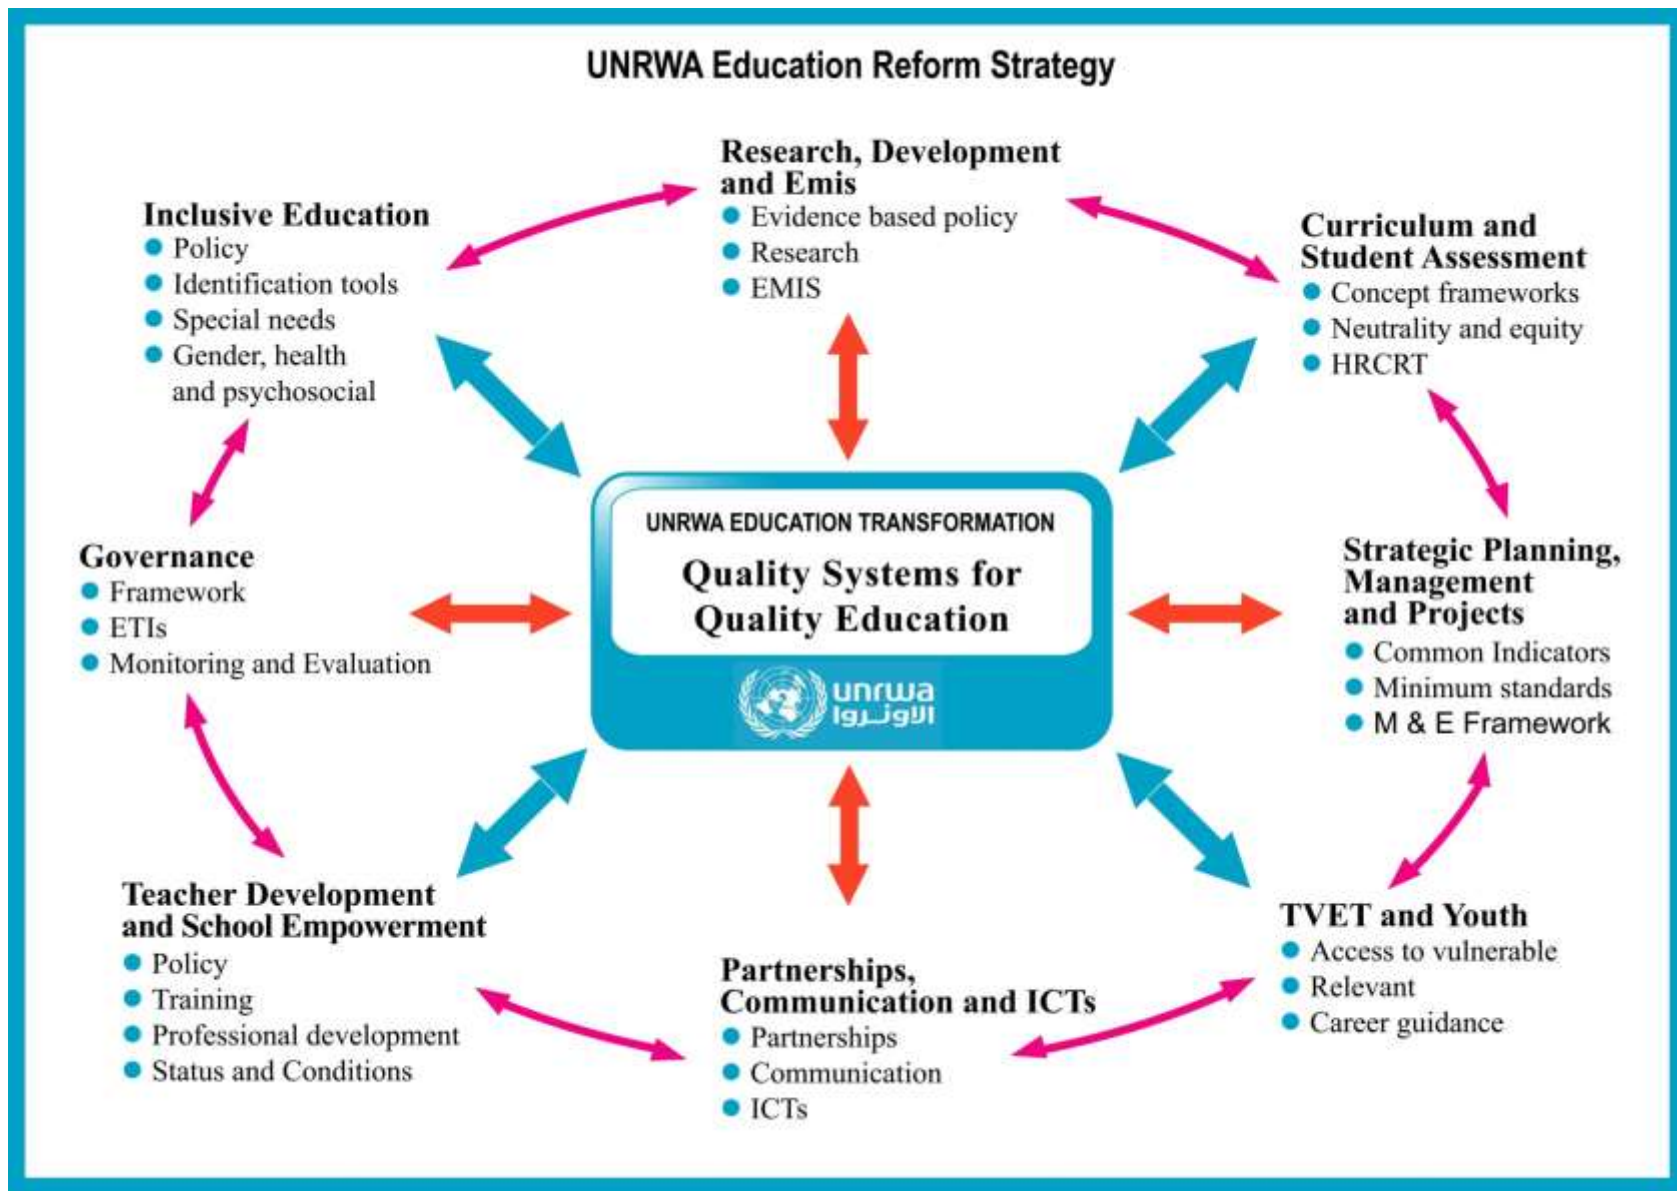 UNRWA Education Reform Strategy
Research, Development
and Emis
Evidence based policy
Research
EMIS
Inclusive Education
Policy
Identification tools
Special needs
Gender, health
and psychosocial
Curriculum and
Student Assessment
Concept frameworks
Neutrality and equity
HRCRT
Governance
Framework
ETIs
Monitoring and Evaluation
UNRWA EDUCATION TRANSFORMATION
Quality Systems for
Quality Education
unrwa
الاونروا
Strategic Planning,
Management
and Projects
Common Indicators
Minimum standards
M & E Framework
Teacher Development
and School Empowerment
Policy
Training
Professional development
Status and Conditions
Partnerships,
Communication and ICTs
Partnerships
Communication
ICTs
TVET and Youth
Access to vulnerable
Relevant
Career guidance